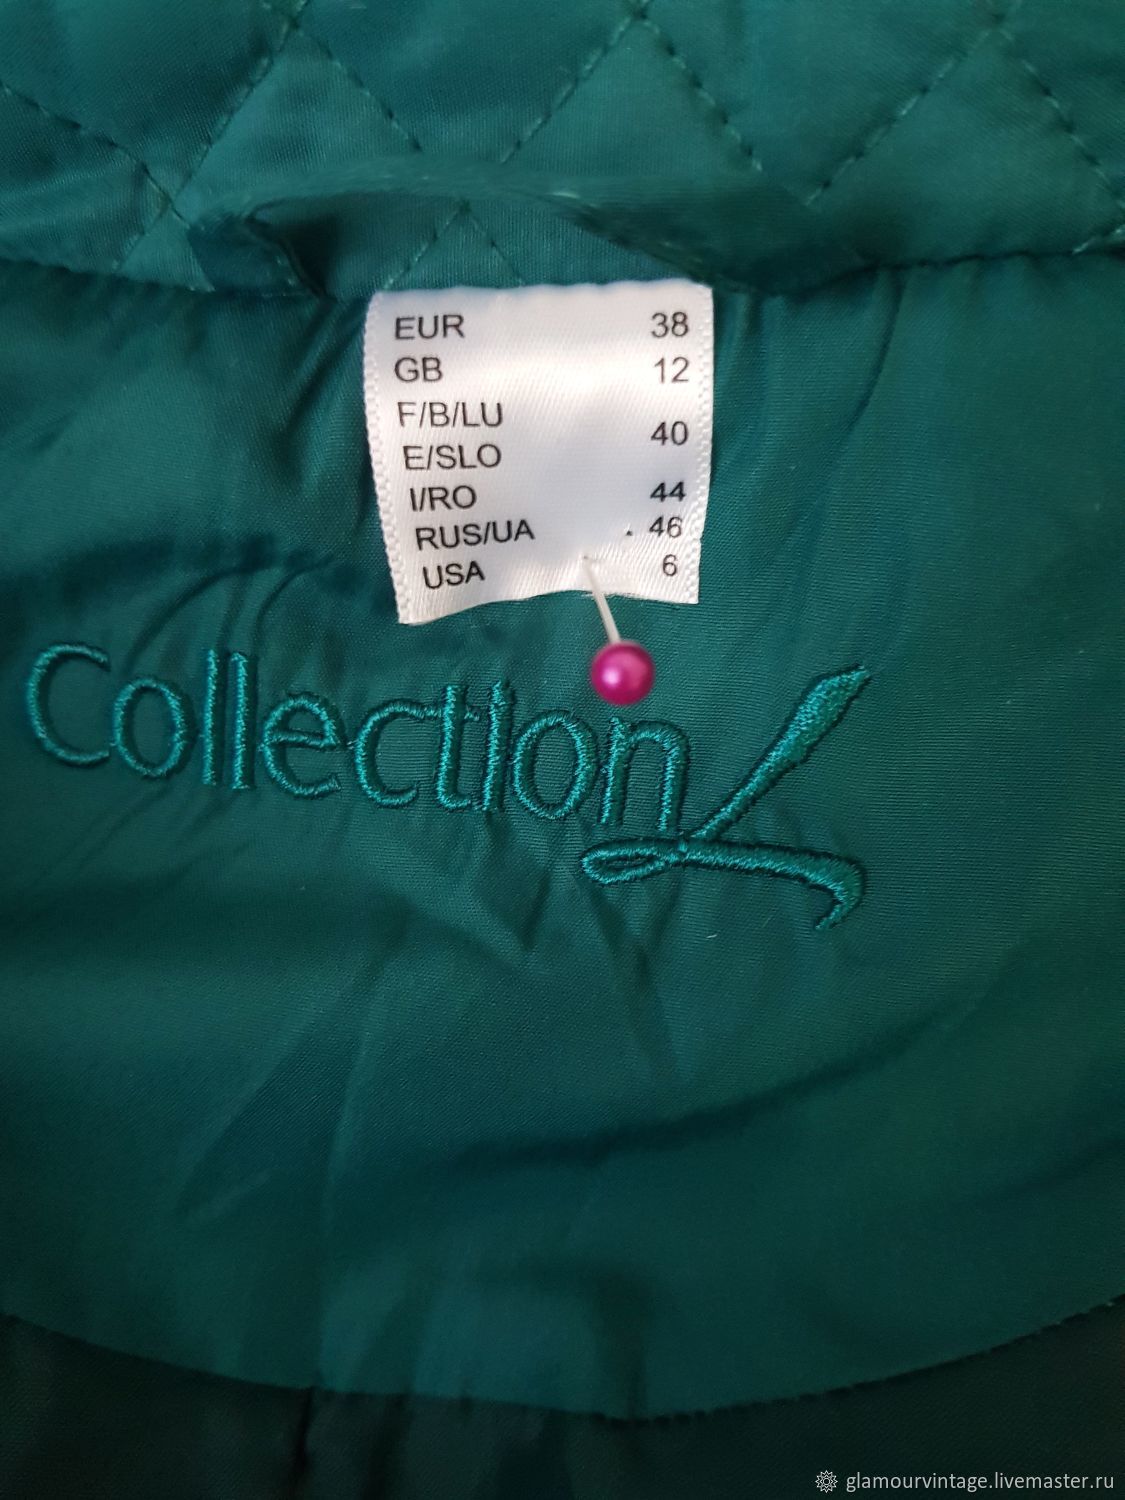 EUR 38
GB 12
F/B/LU
E/SLO 40
I/RO 44
RUS/UA 46
USA 6
Collection L
glamourvintage.livemaster.ru